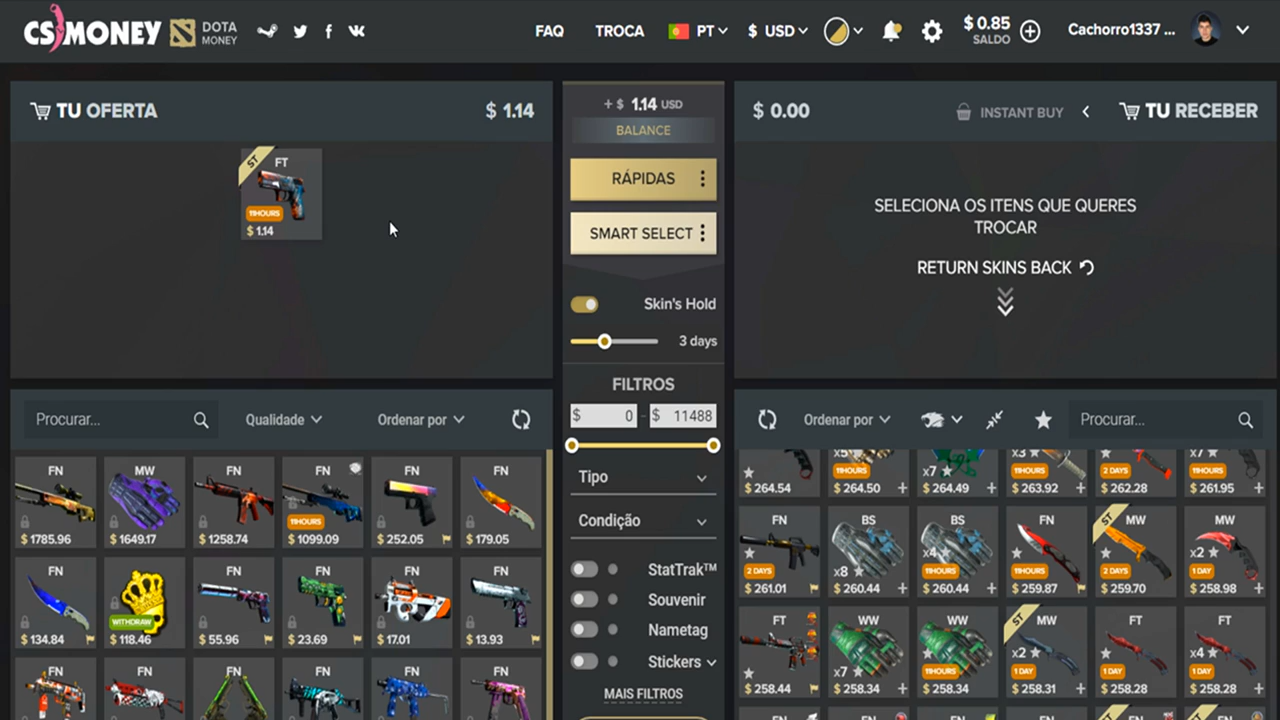 CS MONEY
DOTA
MONEY
FAQ
TROCA
PT
$ USD
$ 0.85
SALDO
Cachorro1337 ...
TU OFERTA
$ 1.14
ST FT
11HOURS
$ 1.14
+ $ 1.14 USD
BALANCE
RÁPIDAS
SMART SELECT
Skin's Hold
3 days
FILTROS
$ 0 - $ 11488
Tipo
Condição
StatTrak™
Souvenir
Nametag
Stickers
MAIS FILTROS
$ 0.00
INSTANT BUY
TU RECEBER
SELECIONA OS ITENS QUE QUERES
TROCAR
RETURN SKINS BACK
Procurar...
Qualidade
Ordenar por
FN MW FN FN FN FN
11HOURS
$ 1785.96 $ 1649.17 $ 1258.74 $ 1099.09 $ 252.05 $ 179.05
FN FN FN FN FN
WITHDRAW
$ 134.84 $ 118.46 $ 55.96 $ 23.69 $ 17.01 $ 13.93
FN FN FN FN FN FN
Ordenar por
Procurar...
x5 x3 x7
11HOURS x7 11HOURS 2 DAYS 11HOURS
$ 264.54 $ 264.50 + $ 264.49 + $ 263.92 + $ 262.28 $ 261.95 +
FN BS BS FN ST MW MW
x4 x2
2 DAYS x8 11HOURS 11HOURS 2 DAYS 1 DAY
$ 261.01 $ 260.44 + $ 260.44 + $ 259.87 $ 259.70 $ 258.98 +
FT WW WW ST MW FT FT
x2 x4
x7 11HOURS 1 DAY 1 DAY 1 DAY
$ 258.44 $ 258.34 + $ 258.34 + $ 258.31 + $ 258.28 $ 258.28 +
FN FN FN MW FN